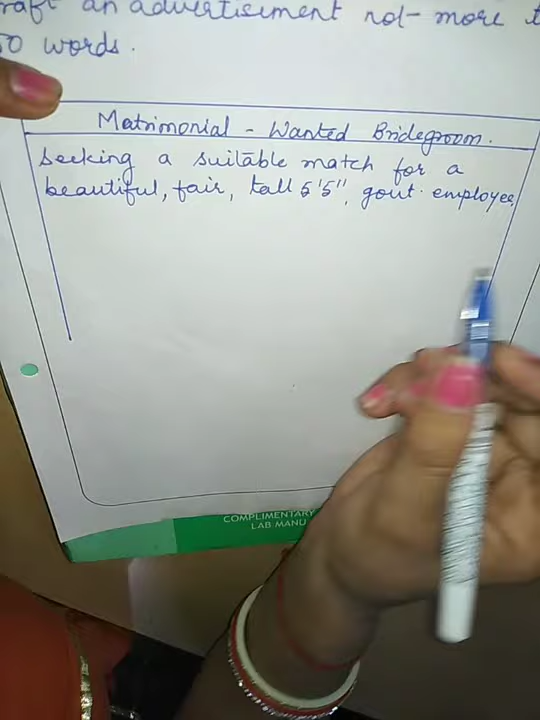 raft an advertisement not more t
50 words.
Matrimonial - Wanted Bridegroom.
Seeking a suitable match for a
beautiful, fair, tall 5'5", govt. employee,
COMPLIMENTARY
LAB MANU